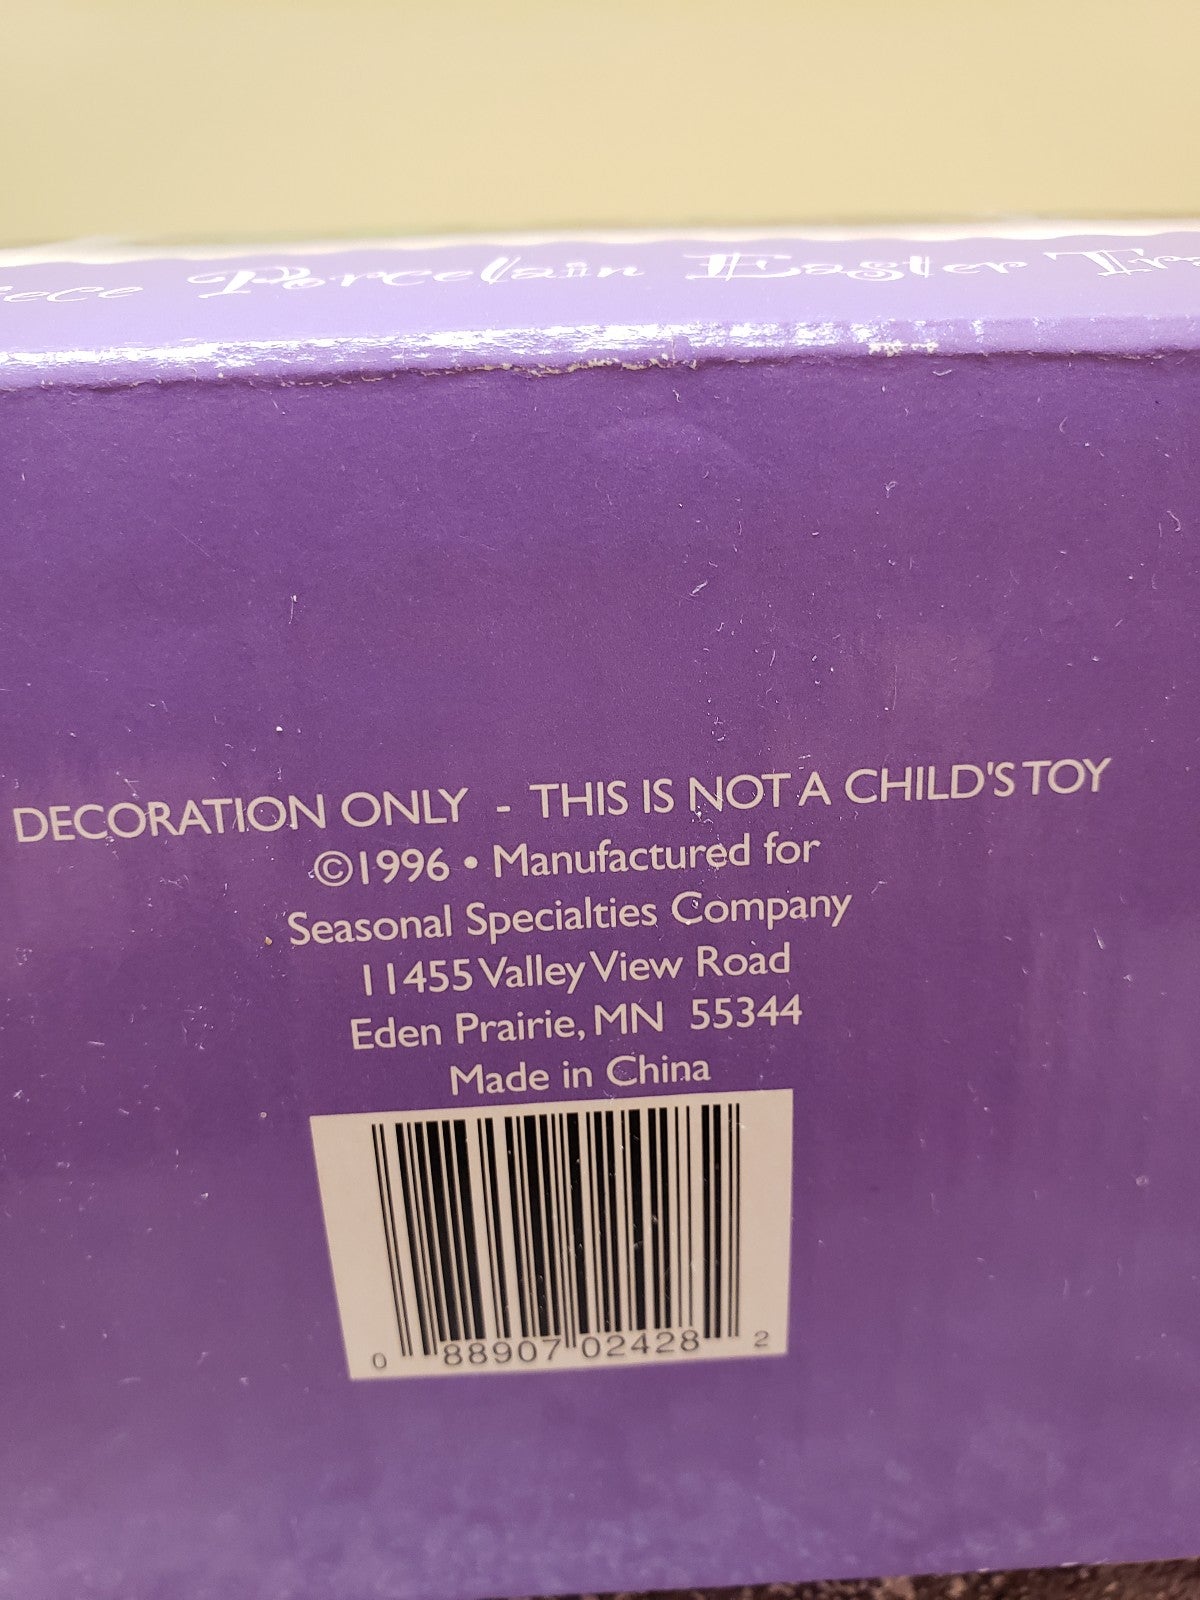 Porcelain Easter
DECORATION ONLY - THIS IS NOT A CHILD'S TOY
©1996 • Manufactured for
Seasonal Specialties Company
11455 Valley View Road
Eden Prairie, MN 55344
Made in China
0 88907 02428 2